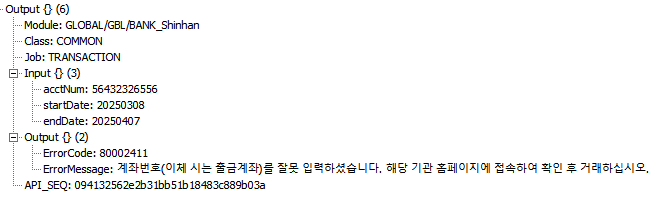 Output {} (6)
Module: GLOBAL/GBL/BANK_Shinhan
Class: COMMON
Job: TRANSACTION
Input {} (3)
acctNum: 56432326556
startDate: 20250308
endDate: 20250407
Output {} (2)
ErrorCode: 80002411
ErrorMessage: 계좌번호(이체 시는 출금계좌)를 잘못 입력하셨습니다. 해당 기관 홈페이지에 접속하여 확인 후 거래하십시오.
API_SEQ: 094132562e2b31bb51b18483c889b03a